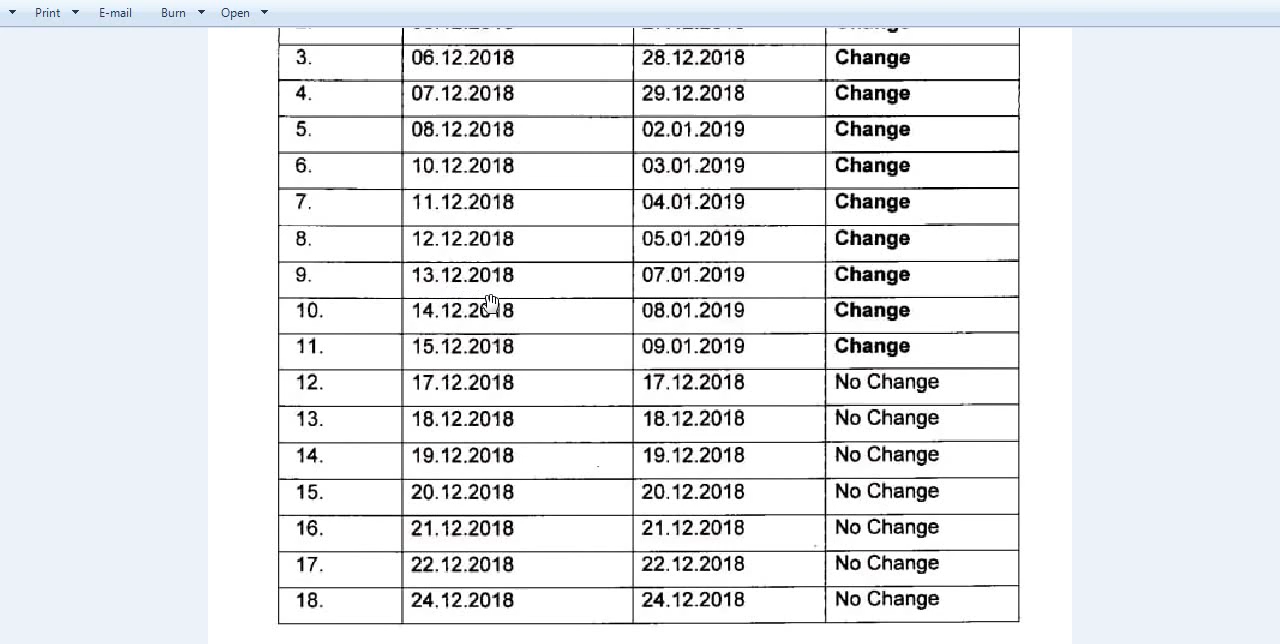 Print E-mail Burn Open
3. 06.12.2018 28.12.2018 Change
4. 07.12.2018 29.12.2018 Change
5. 08.12.2018 02.01.2019 Change
6. 10.12.2018 03.01.2019 Change
7. 11.12.2018 04.01.2019 Change
8. 12.12.2018 05.01.2019 Change
9. 13.12.2018 07.01.2019 Change
10. 14.12.2018 08.01.2019 Change
11. 15.12.2018 09.01.2019 Change
12. 17.12.2018 17.12.2018 No Change
13. 18.12.2018 18.12.2018 No Change
14. 19.12.2018 19.12.2018 No Change
15. 20.12.2018 20.12.2018 No Change
16. 21.12.2018 21.12.2018 No Change
17. 22.12.2018 22.12.2018 No Change
18. 24.12.2018 24.12.2018 No Change